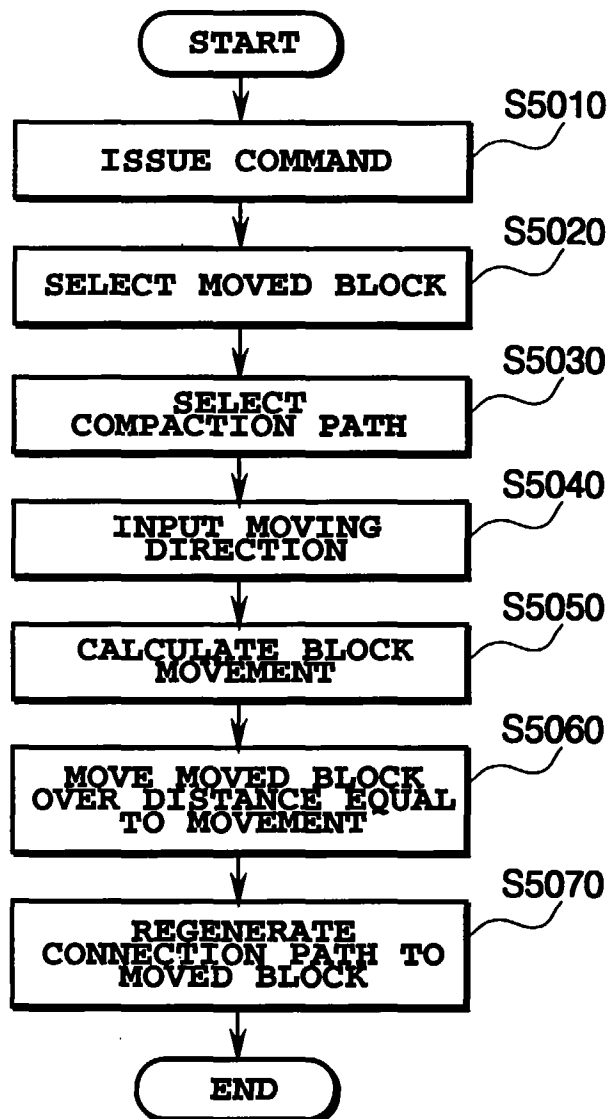 START
S5010
ISSUE COMMAND
S5020
SELECT MOVED BLOCK
S5030
SELECT
COMPACTION PATH
S5040
INPUT MOVING
DIRECTION
S5050
CALCULATE BLOCK
MOVEMENT
S5060
MOVE MOVED BLOCK
OVER DISTANCE EQUAL
TO MOVEMENT
S5070
REGENERATE
CONNECTION PATH TO
MOVED BLOCK
END